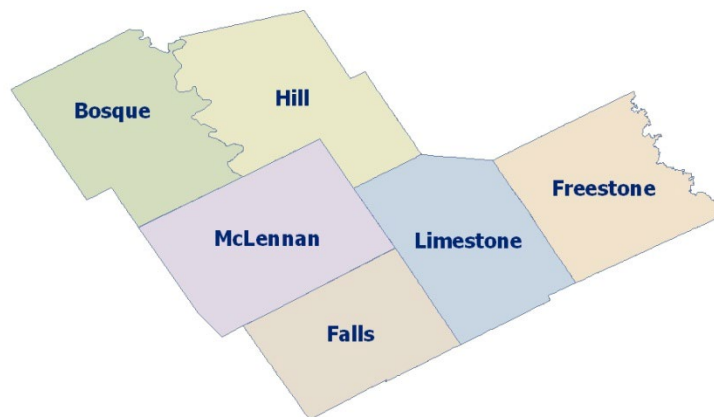 Hill
Bosque
Freestone
McLennan
Limestone
Falls